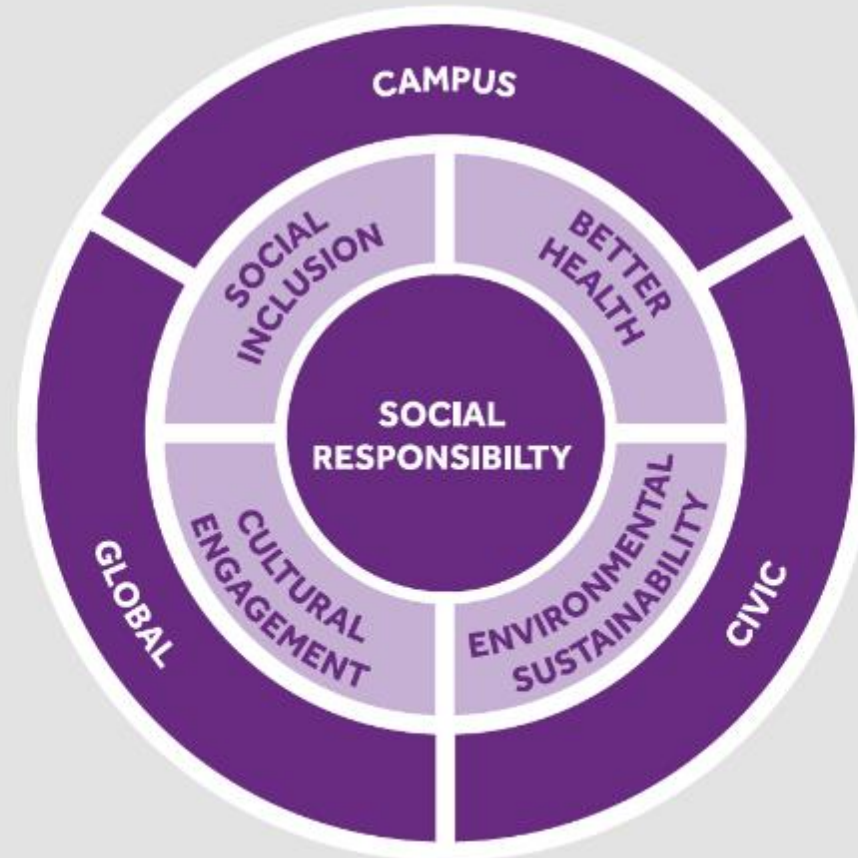 CAMPUS
SOCIAL
INCLUSION
BETTER
HEALTH
SOCIAL
RESPONSIBILTY
CULTURAL
ENGAGEMENT
ENVIRONMENTAL
SUSTAINABILITY
GLOBAL
CIVIC